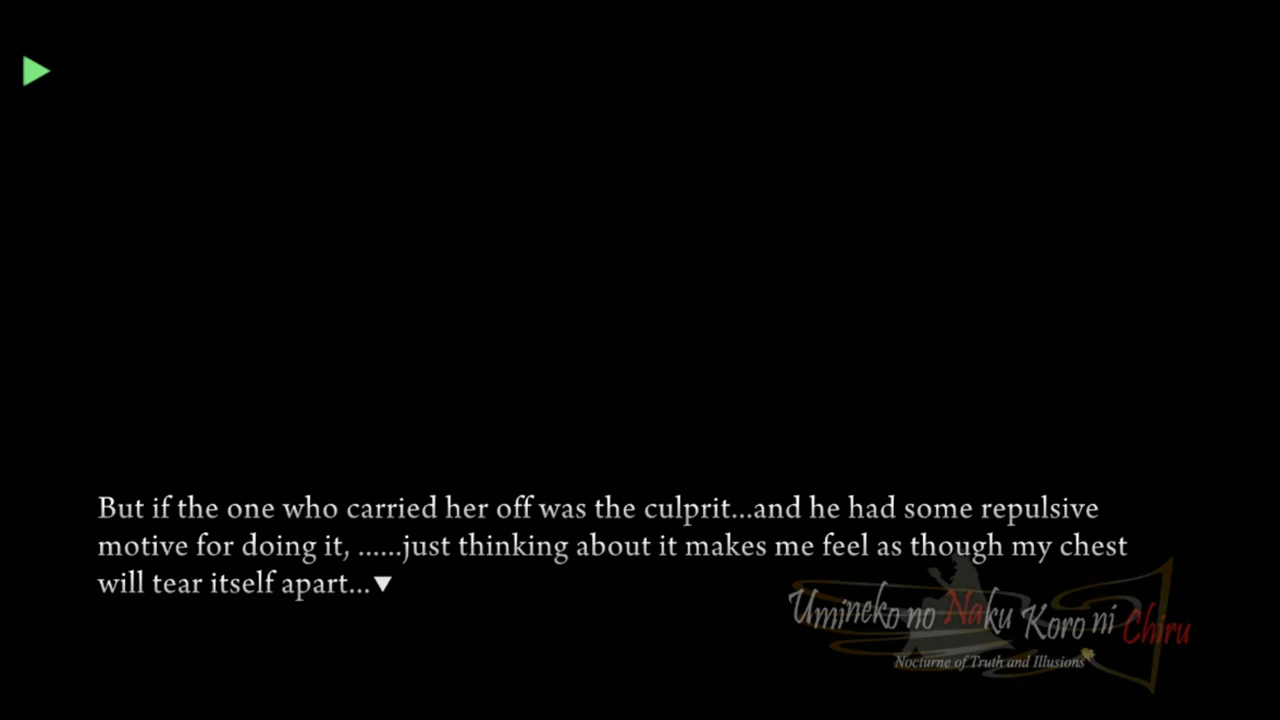 But if the one who carried her off was the culprit...and he had some repulsive
motive for doing it, ......just thinking about it makes me feel as though my chest
will tear itself apart...
Umineko no Naku Koro ni Chiru
Nocturne of Truth and Illusions